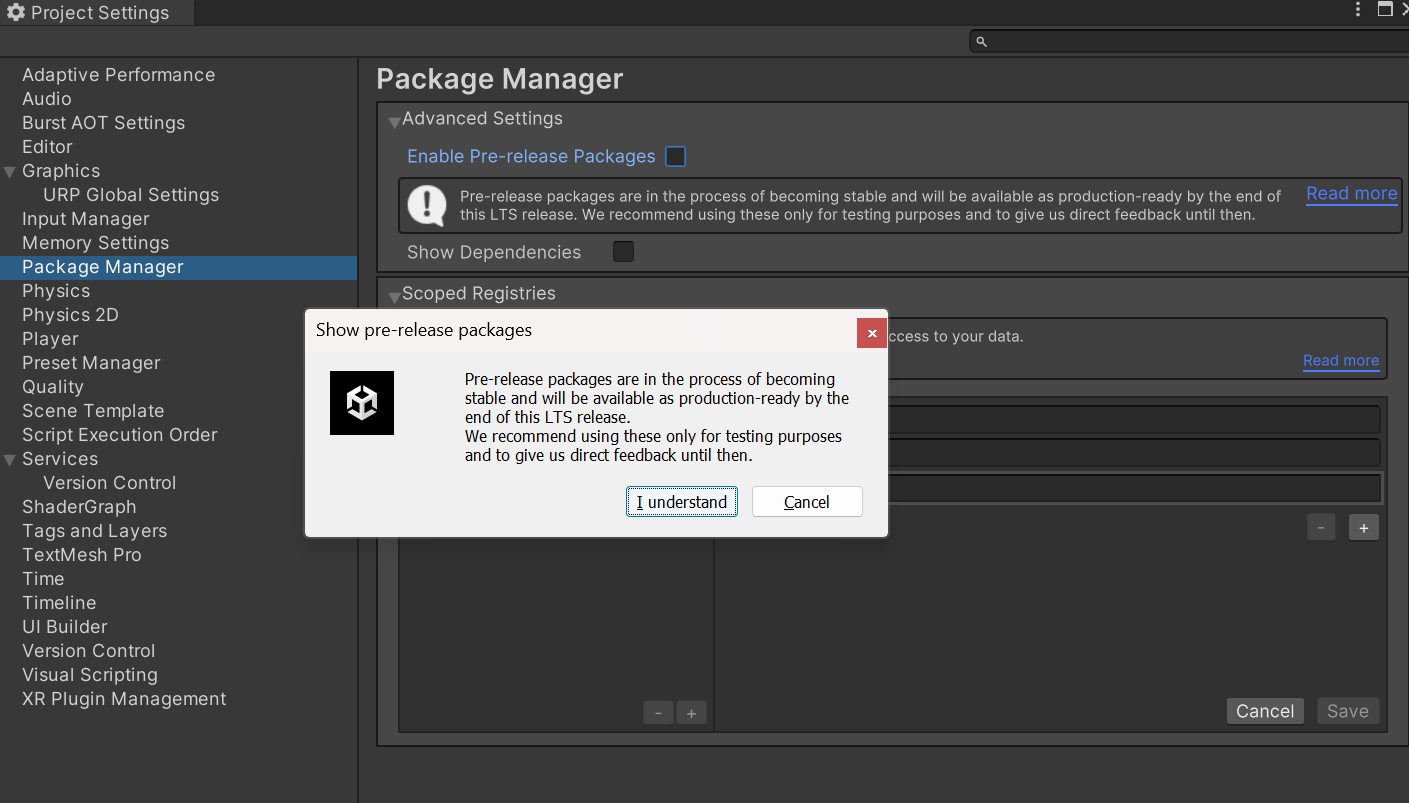 Project Settings
Adaptive Performance
Audio
Burst AOT Settings
Editor
Graphics
URP Global Settings
Input Manager
Memory Settings
Package Manager
Physics
Physics 2D
Player
Preset Manager
Quality
Scene Template
Script Execution Order
Services
Version Control
ShaderGraph
Tags and Layers
TextMesh Pro
Time
Timeline
UI Builder
Version Control
Visual Scripting
XR Plugin Management
Package Manager
Advanced Settings
Enable Pre-release Packages
Pre-release packages are in the process of becoming stable and will be available as production-ready by the end of
this LTS release. We recommend using these only for testing purposes and to give us direct feedback until then.
Read more
Show Dependencies
Scoped Registries
ccess to your data.
Read more
Show pre-release packages
Pre-release packages are in the process of becoming
stable and will be available as production-ready by the
end of this LTS release.
We recommend using these only for testing purposes
and to give us direct feedback until then.
I understand
Cancel
- +
- +
Cancel
Save